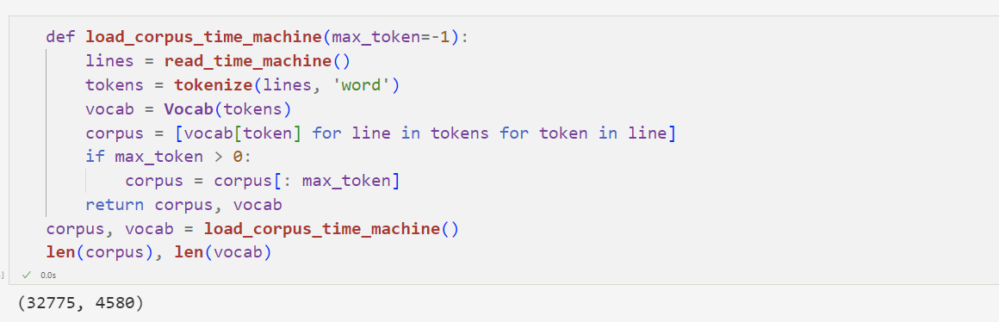 def load_corpus_time_machine(max_token=-1):
    lines = read_time_machine()
    tokens = tokenize(lines, 'word')
    vocab = Vocab(tokens)
    corpus = [vocab[token] for line in tokens for token in line]
    if max_token > 0:
        corpus = corpus[: max_token]
    return corpus, vocab
corpus, vocab = load_corpus_time_machine()
len(corpus), len(vocab)
] ✓ 0.0s
(32775, 4580)